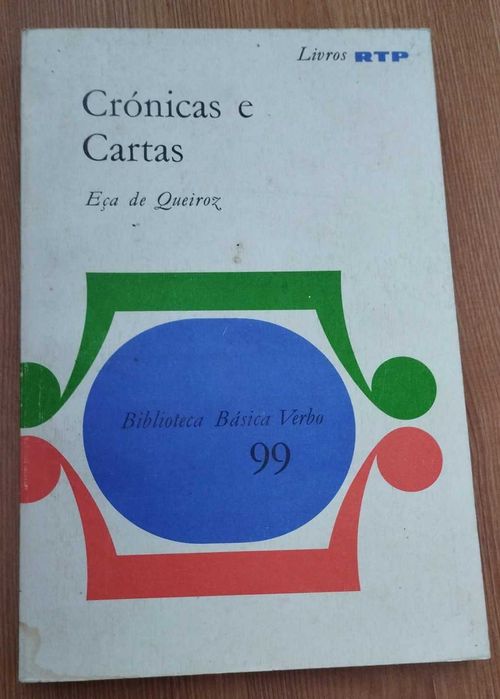 Livros RTP
Crónicas e
Cartas
Eça de Queiroz
Biblioteca Básica Verbo
99